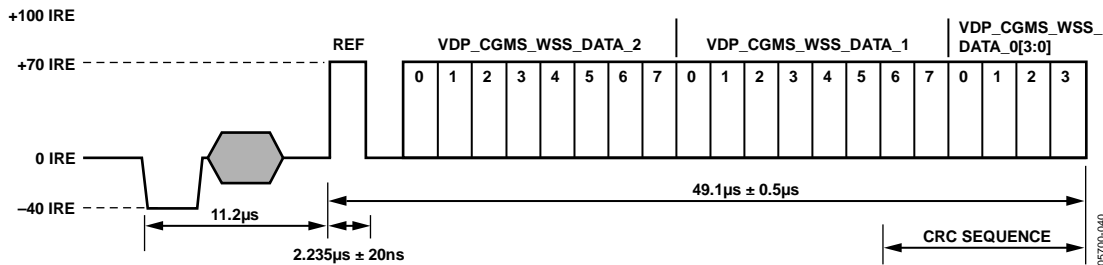 +100 IRE
REF
VDP_CGMS_WSS_DATA_2
VDP_CGMS_WSS_DATA_1
VDP_CGMS_WSS_
DATA_0[3:0]
+70 IRE
0 1 2 3 4 5 6 7 0 1 2 3 4 5 6 7 0 1 2 3
0 IRE
–40 IRE
11.2µs
49.1µs ± 0.5µs
2.235µs ± 20ns
CRC SEQUENCE
05700-040